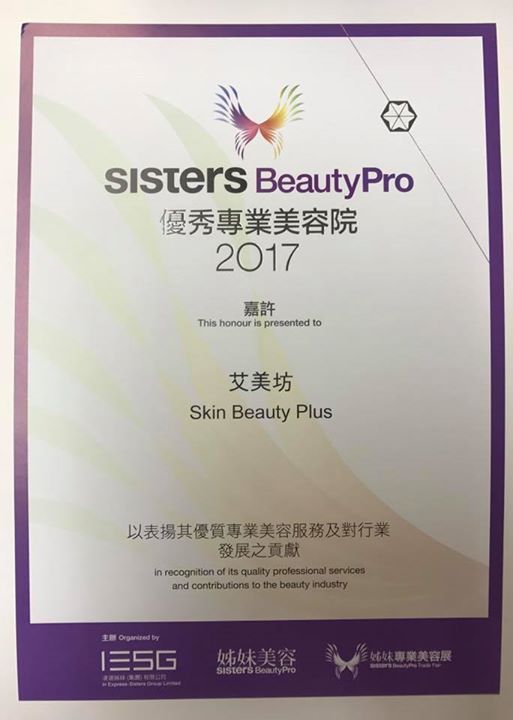 sisters BeautyPro
優秀專業美容院
2017
嘉許
This honour is presented to
艾美坊
Skin Beauty Plus
以表揚其優質專業美容服務及對行業
發展之貢獻
in recognition of its quality professional services
and contributions to the beauty industry
主辦 Organized by
IESG
(集團) 有限公司
in Express-Sisters Group Limited
姊妹美容
sisters BeautyPro
姊妹專業美容展
sisters BeautyPro Trade Fair